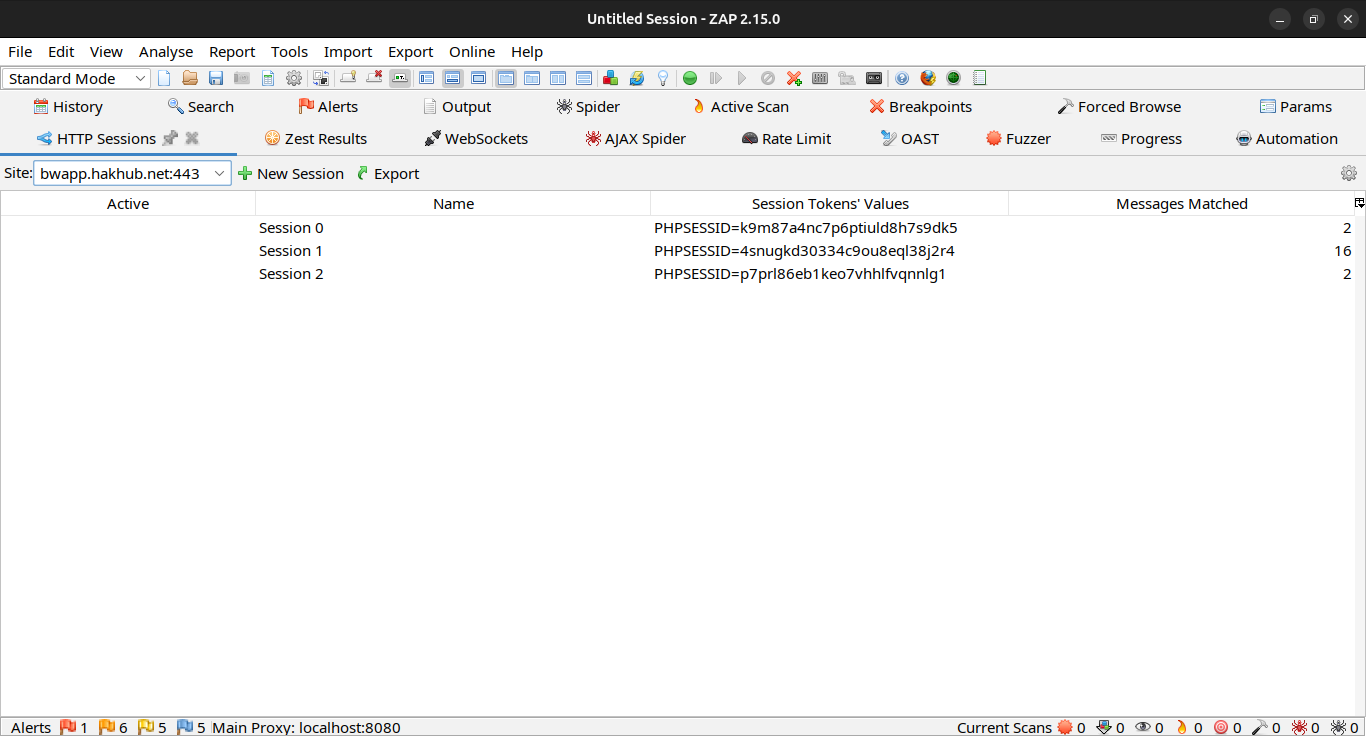 Untitled Session - ZAP 2.15.0
File Edit View Analyse Report Tools Import Export Online Help
Standard Mode
History Search Alerts Output Spider Active Scan Breakpoints Forced Browse Params
HTTP Sessions Zest Results WebSockets AJAX Spider Rate Limit OAST Fuzzer Progress Automation
Site: bwapp.hakhub.net:443 New Session Export
Active Name Session Tokens' Values Messages Matched
Session 0 PHPSESSID=k9m87a4nc7p6ptiuld8h7s9dk5 2
Session 1 PHPSESSID=4snugkd30334c9ou8eql38j2r4 16
Session 2 PHPSESSID=p7prl86eb1keo7vhhlfvqnnlg1 2
Alerts 1 6 5 5 Main Proxy: localhost:8080 Current Scans 0 0 0 0 0 0 0 0